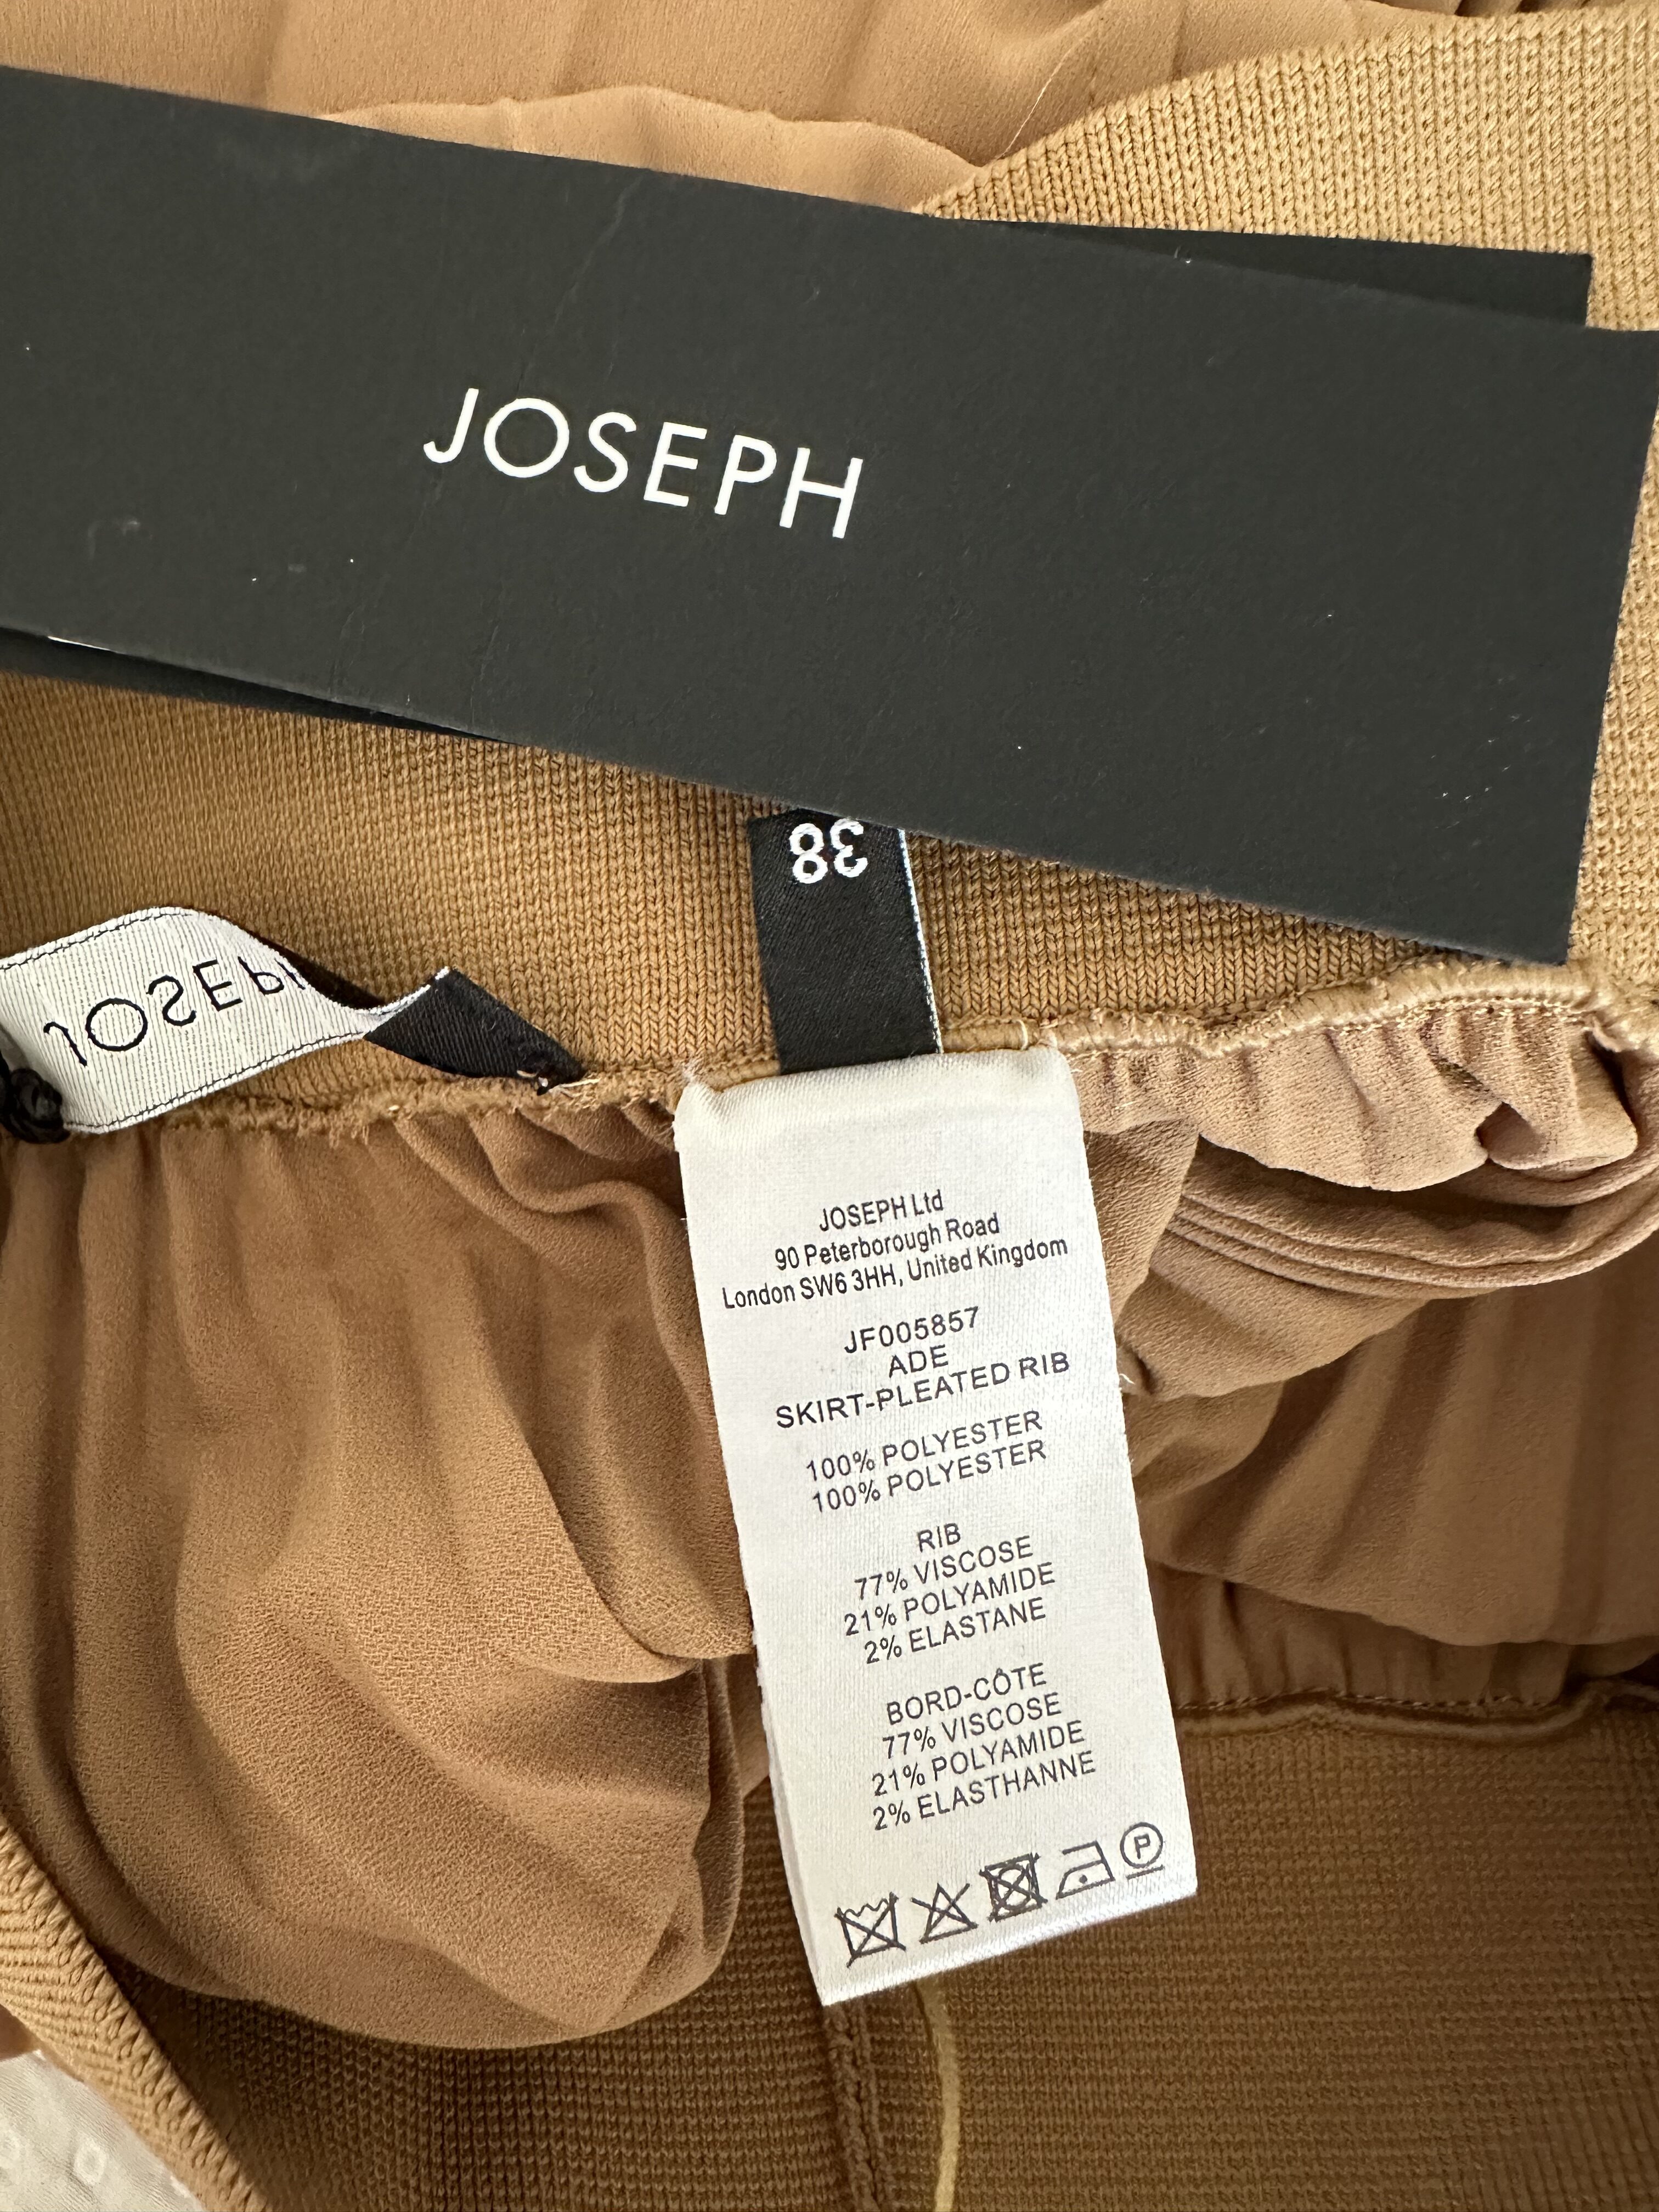 JOSEPH
38
JOSEPH
JOSEPH Ltd
90 Peterborough Road
London SW6 3HH, United Kingdom
JF005857
ADE
SKIRT-PLEATED RIB
100% POLYESTER
100% POLYESTER
RIB
77% VISCOSE
21% POLYAMIDE
2% ELASTANE
BORD-CÔTE
77% VISCOSE
21% POLYAMIDE
2% ELASTHANNE
P